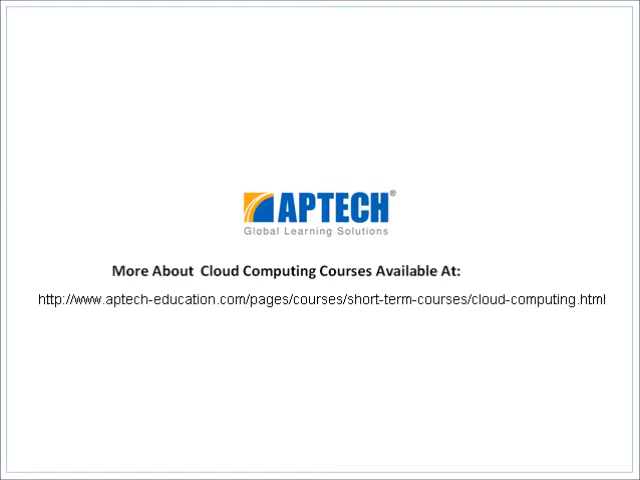 APTECH®
Global Learning Solutions
More About Cloud Computing Courses Available At:
http://www.aptech-education.com/pages/courses/short-term-courses/cloud-computing.html